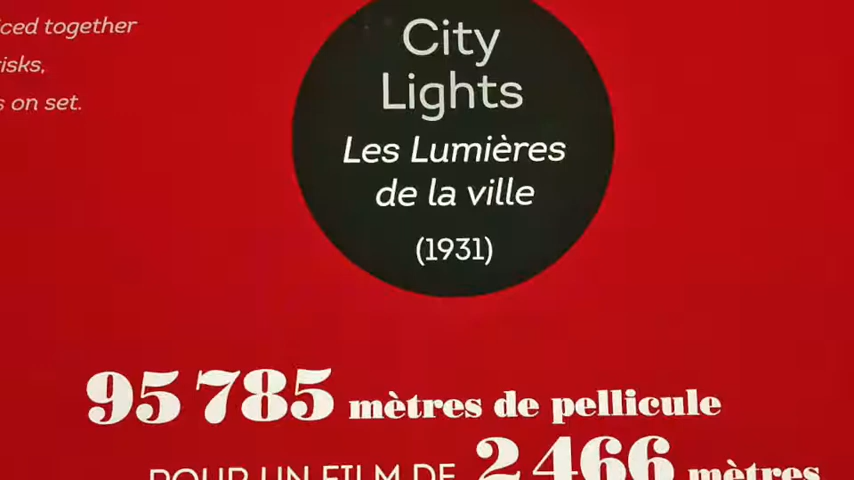 together
on set.
City
Lights
Les Lumières
de la ville
(1931)
95 785 mètres de pellicule
POUR UN FILM DE 2 466 mètres